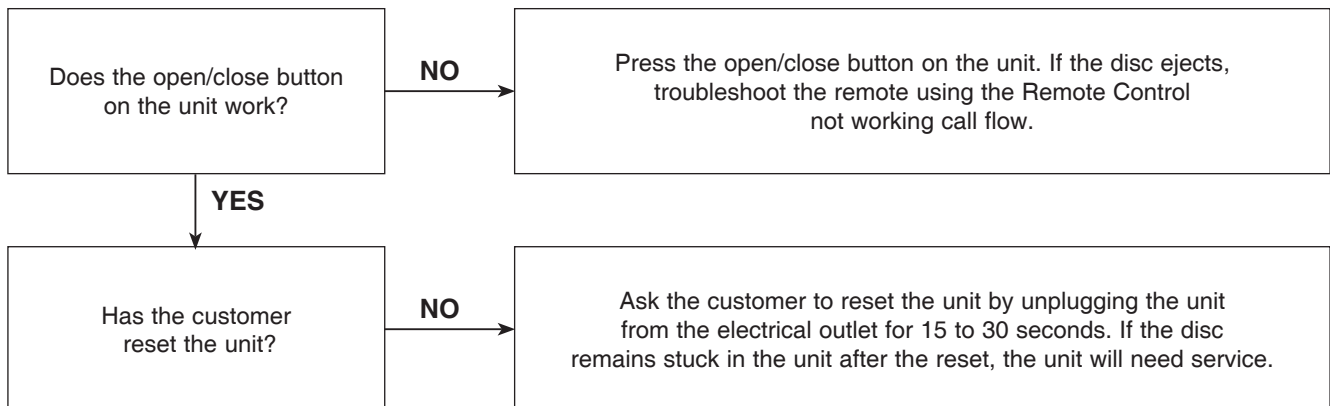 Does the open/close button
on the unit work?
NO
Press the open/close button on the unit. If the disc ejects,
troubleshoot the remote using the Remote Control
not working call flow.
YES
Has the customer
reset the unit?
NO
Ask the customer to reset the unit by unplugging the unit
from the electrical outlet for 15 to 30 seconds. If the disc
remains stuck in the unit after the reset, the unit will need service.